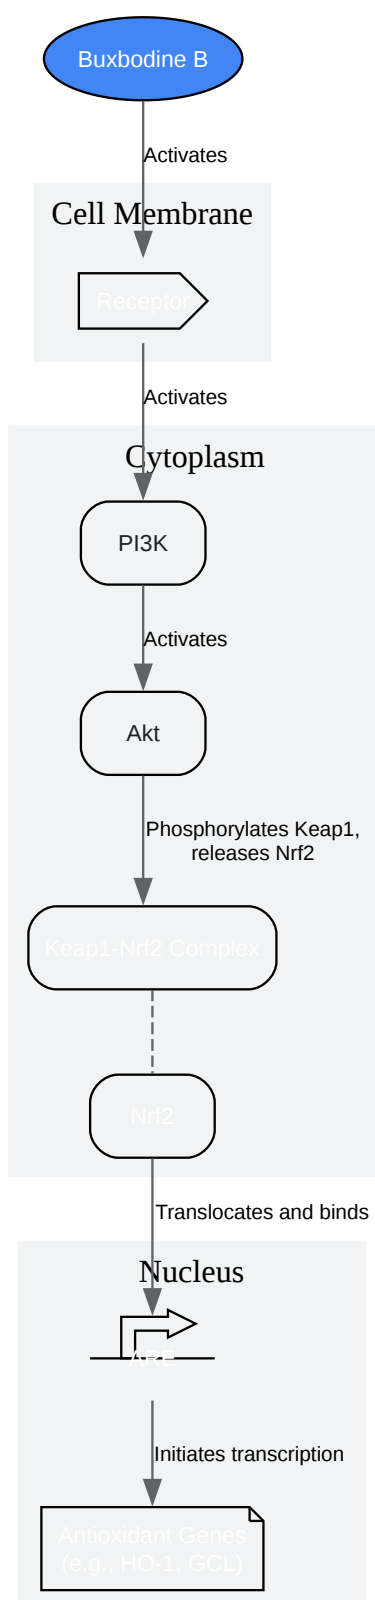 Buxbodine B
Activates
Cell Membrane
Receptor
Activates
Cytoplasm
PI3K
Activates
Akt
Phosphorylates Keap1,
releases Nrf2
Keap1-Nrf2 Complex
Nrf2
Translocates and binds
Nucleus
ARE
Initiates transcription
Antioxidant Genes
(e.g., HO-1, GCL)